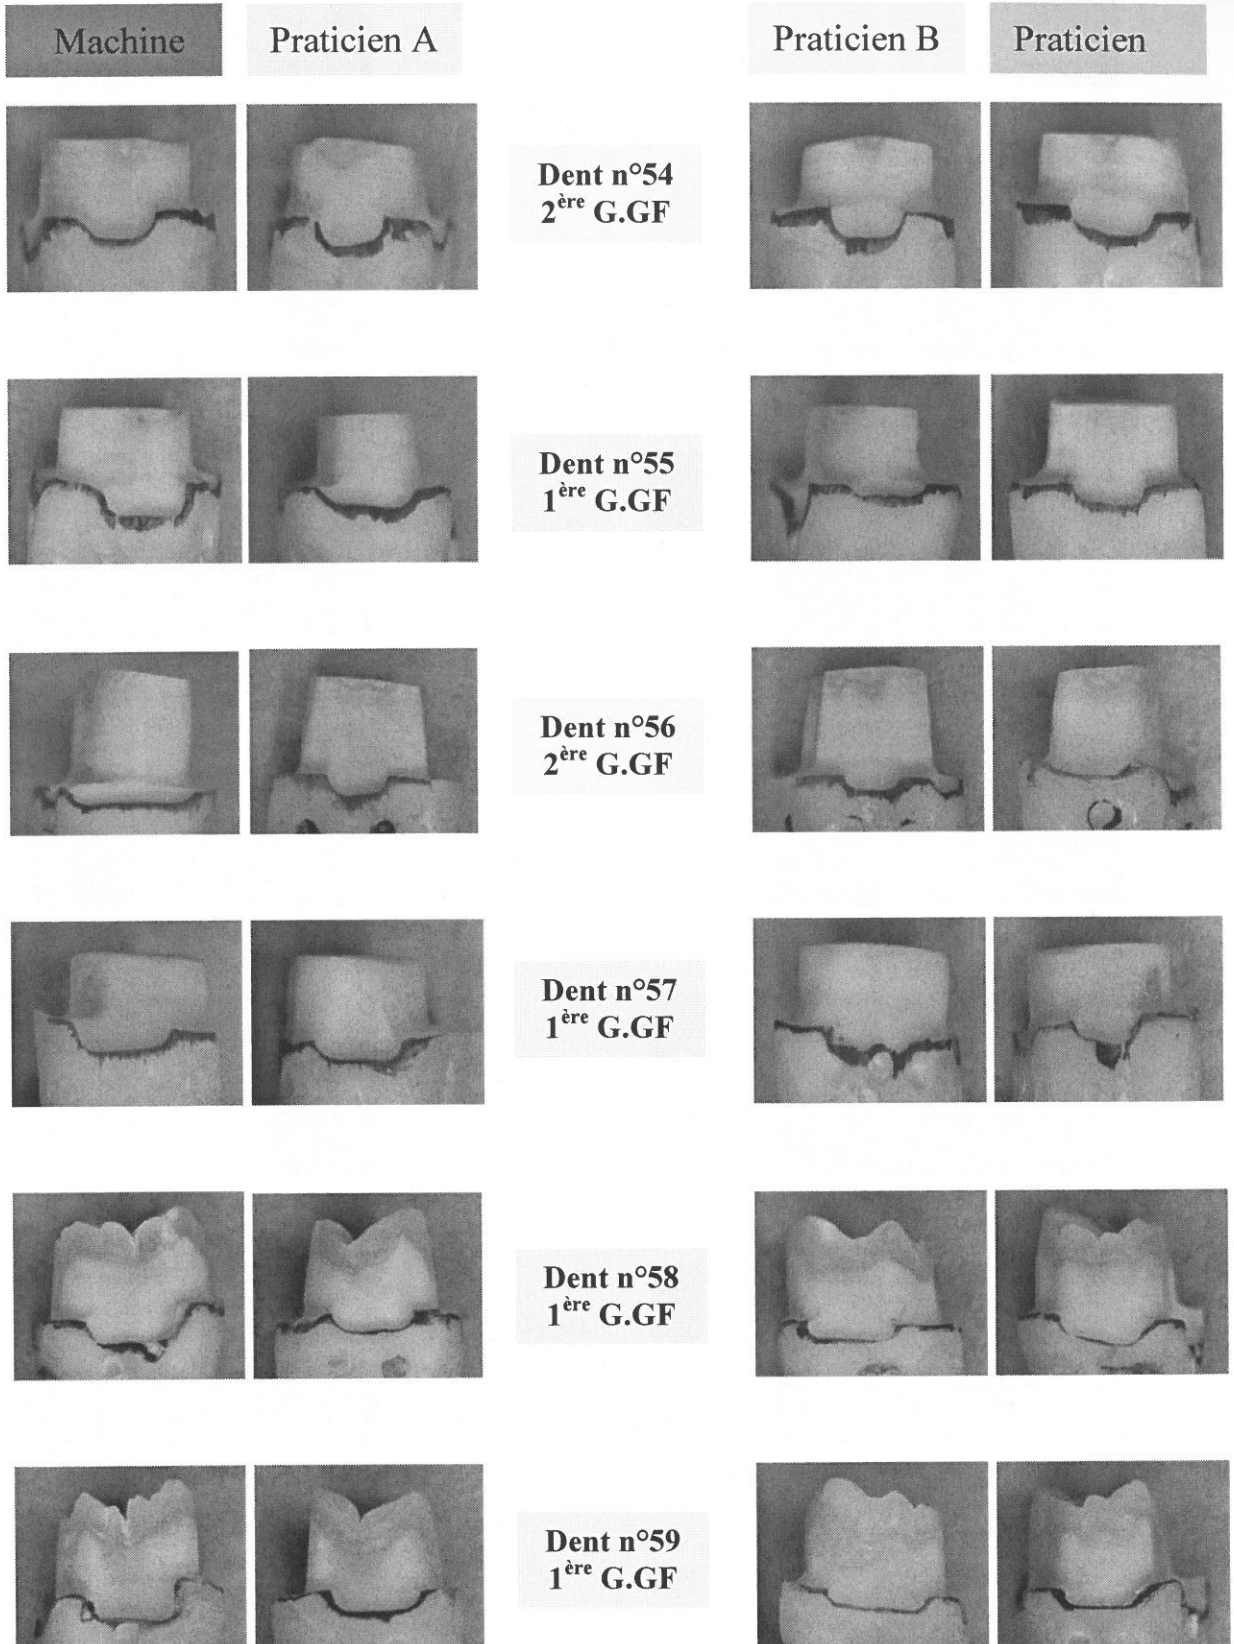 Machine
Praticien A
Praticien B
Praticien
Dent n°54
2ère G.GF
Dent n°55
1ère G.GF
Dent n°56
2ère G.GF
Dent n°57
1ère G.GF
Dent n°58
1ère G.GF
Dent n°59
1ère G.GF